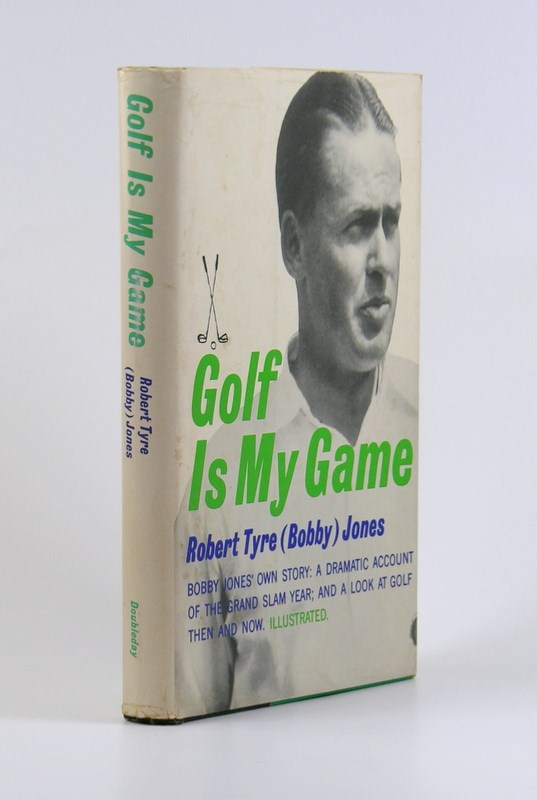 Golf Is My Game
Robert Tyre
(Bobby) Jones
Doubleday
Golf
Is My Game
Robert Tyre (Bobby) Jones
BOBBY JONES' OWN STORY: A DRAMATIC ACCOUNT
OF THE GRAND SLAM YEAR; AND A LOOK AT GOLF
THEN AND NOW. ILLUSTRATED.